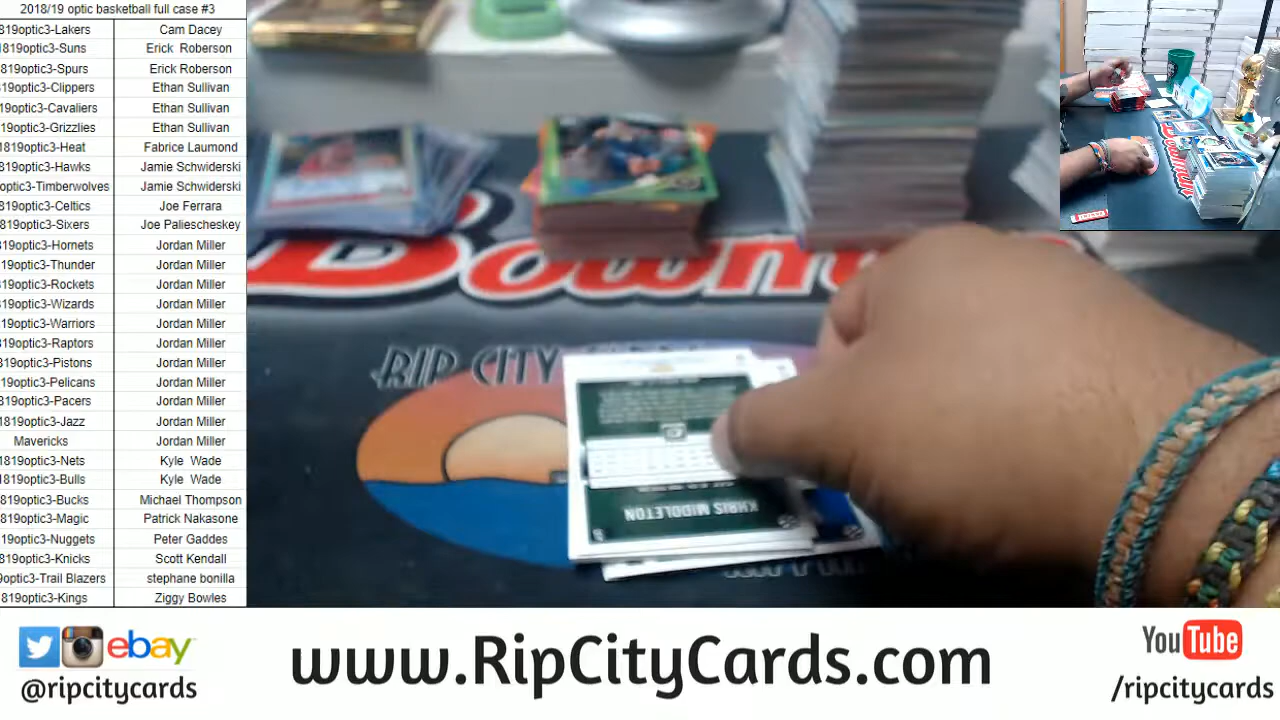 2018/19 optic basketball full case #3
819optic3-Lakers Cam Dacey
1819optic3-Suns Erick Roberson
819optic3-Spurs Erick Roberson
819optic3-Clippers Ethan Sullivan
19optic3-Cavaliers Ethan Sullivan
19optic3-Grizzlies Ethan Sullivan
819optic3-Heat Fabrice Laumond
819optic3-Hawks Jamie Schwiderski
optic3-Timberwolves Jamie Schwiderski
819optic3-Celtics Joe Ferrara
819optic3-Sixers Joe Paliescheskey
819optic3-Hornets Jordan Miller
19optic3-Thunder Jordan Miller
19optic3-Rockets Jordan Miller
19optic3-Wizards Jordan Miller
19optic3-Warriors Jordan Miller
19optic3-Raptors Jordan Miller
819optic3-Pistons Jordan Miller
19optic3-Pelicans Jordan Miller
819optic3-Pacers Jordan Miller
1819optic3-Jazz Jordan Miller
Mavericks Jordan Miller
1819optic3-Nets Kyle Wade
1819optic3-Bulls Kyle Wade
819optic3-Bucks Michael Thompson
819optic3-Magic Patrick Nakasone
19optic3-Nuggets Peter Gaddes
819optic3-Knicks Scott Kendall
optic3-Trail Blazers stephane bonilla
819optic3-Kings Ziggy Bowles
Bowm
RIP CITY
KHRIS MIDDLETON
Bowman
ebay
@ripcitycards
www.RipCityCards.com
YouTube
/ripcitycards